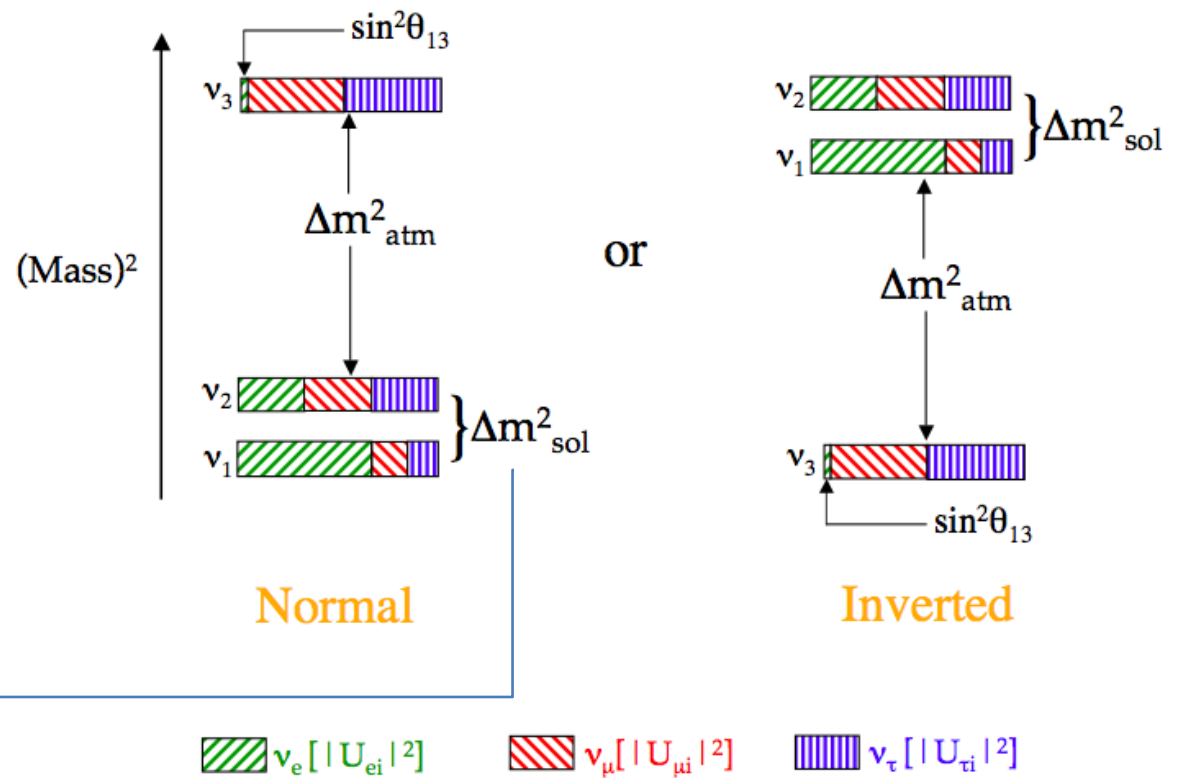 sin²θ₁₃
ν₃
Δm²atm
(Mass)²
ν₂
ν₁
Δm²sol
Normal
or
ν₂
ν₁
Δm²sol
Δm²atm
ν₃
sin²θ₁₃
Inverted
νe [ | Uei | ²] νμ [ | Uμi | ²] ντ [ | Uτi | ²]